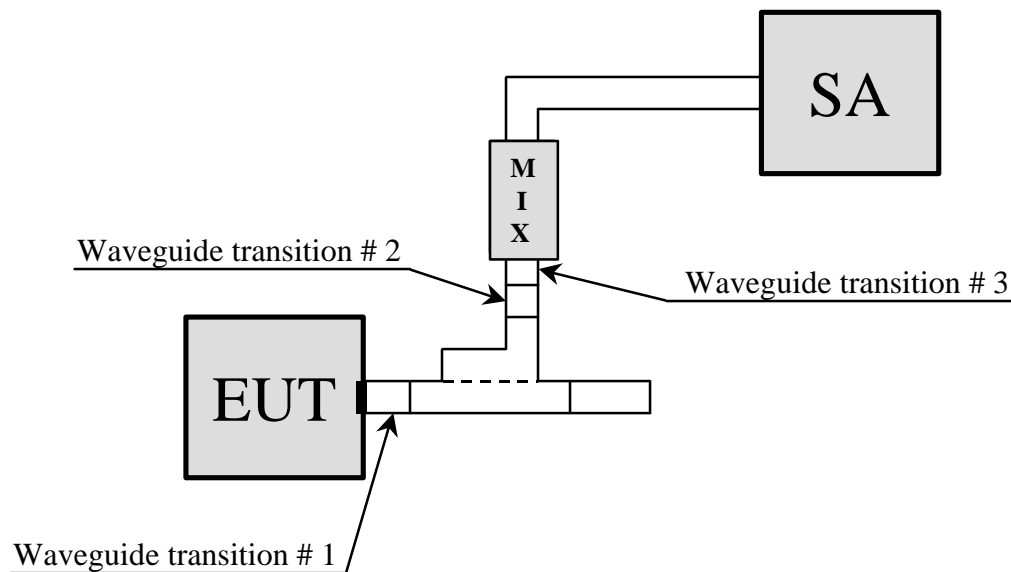 SA
M
I
X
Waveguide transition # 2
Waveguide transition # 3
EUT
Waveguide transition # 1